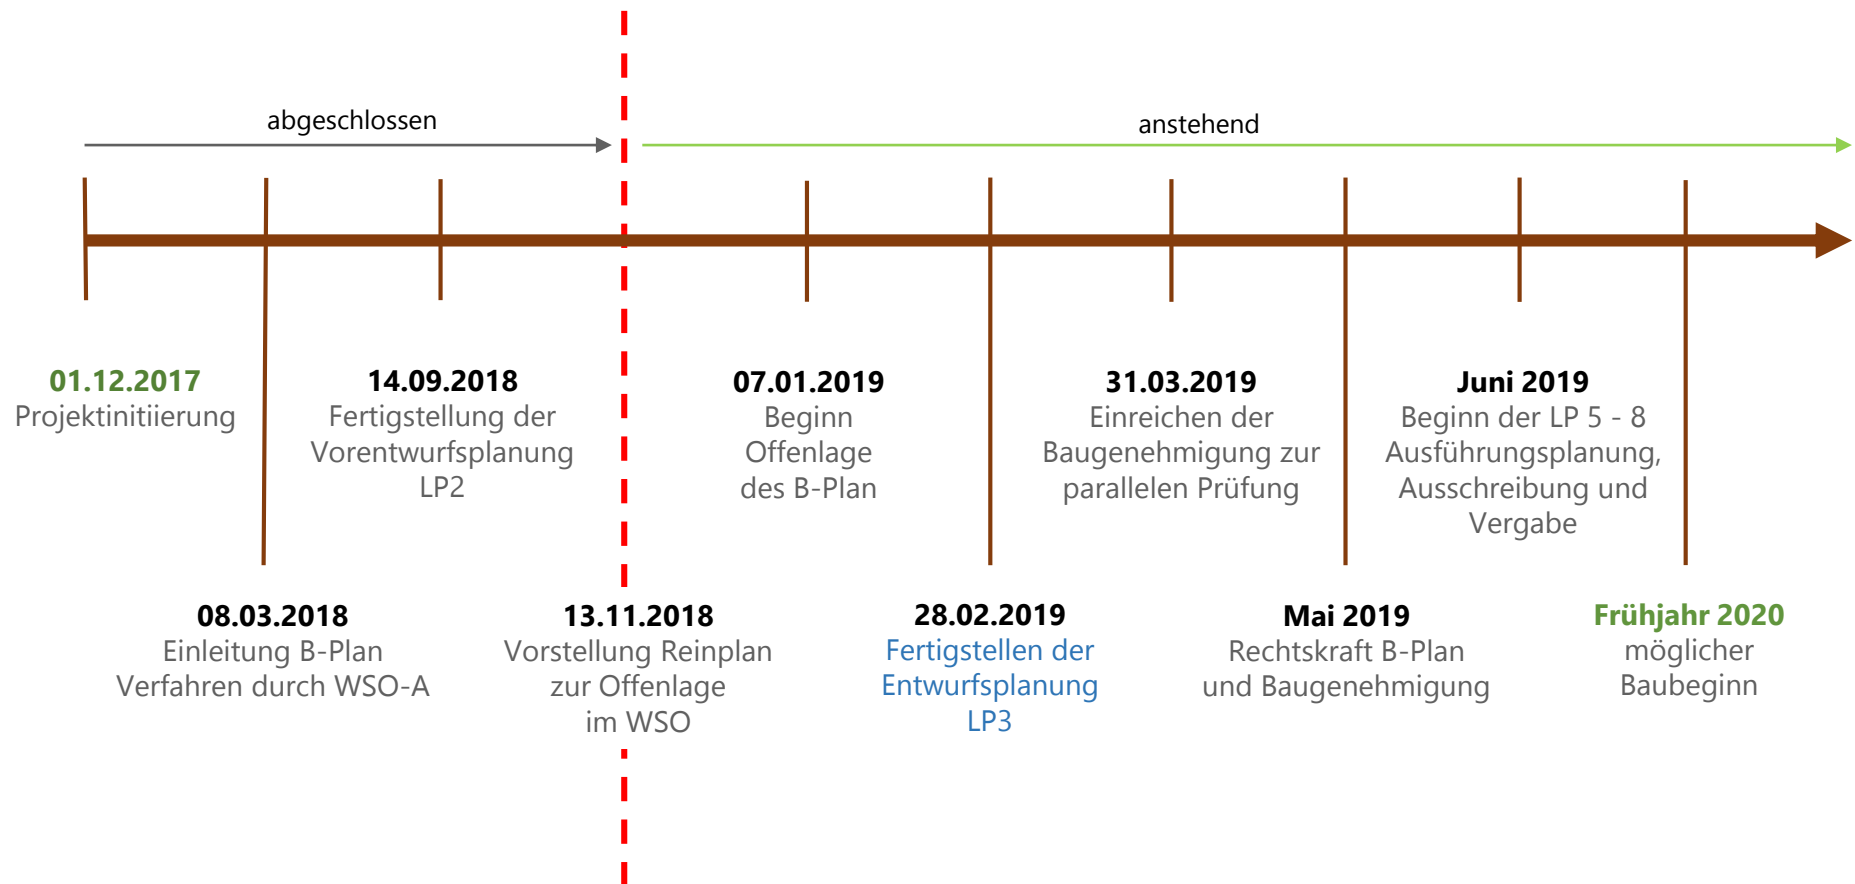 abgeschlossen
anstehend
01.12.2017
Projektinitiierung
14.09.2018
Fertigstellung der
Vorentwurfsplanung
LP2
07.01.2019
Beginn
Offenlage
des B-Plan
31.03.2019
Einreichen der
Baugenehmigung zur
parallelen Prüfung
Juni 2019
Beginn der LP 5 - 8
Ausführungsplanung,
Ausschreibung und
Vergabe
08.03.2018
Einleitung B-Plan
Verfahren durch WSO-A
13.11.2018
Vorstellung Reinplan
zur Offenlage
im WSO
28.02.2019
Fertigstellen der
Entwurfsplanung
LP3
Mai 2019
Rechtskraft B-Plan
und Baugenehmigung
Frühjahr 2020
möglicher
Baubeginn